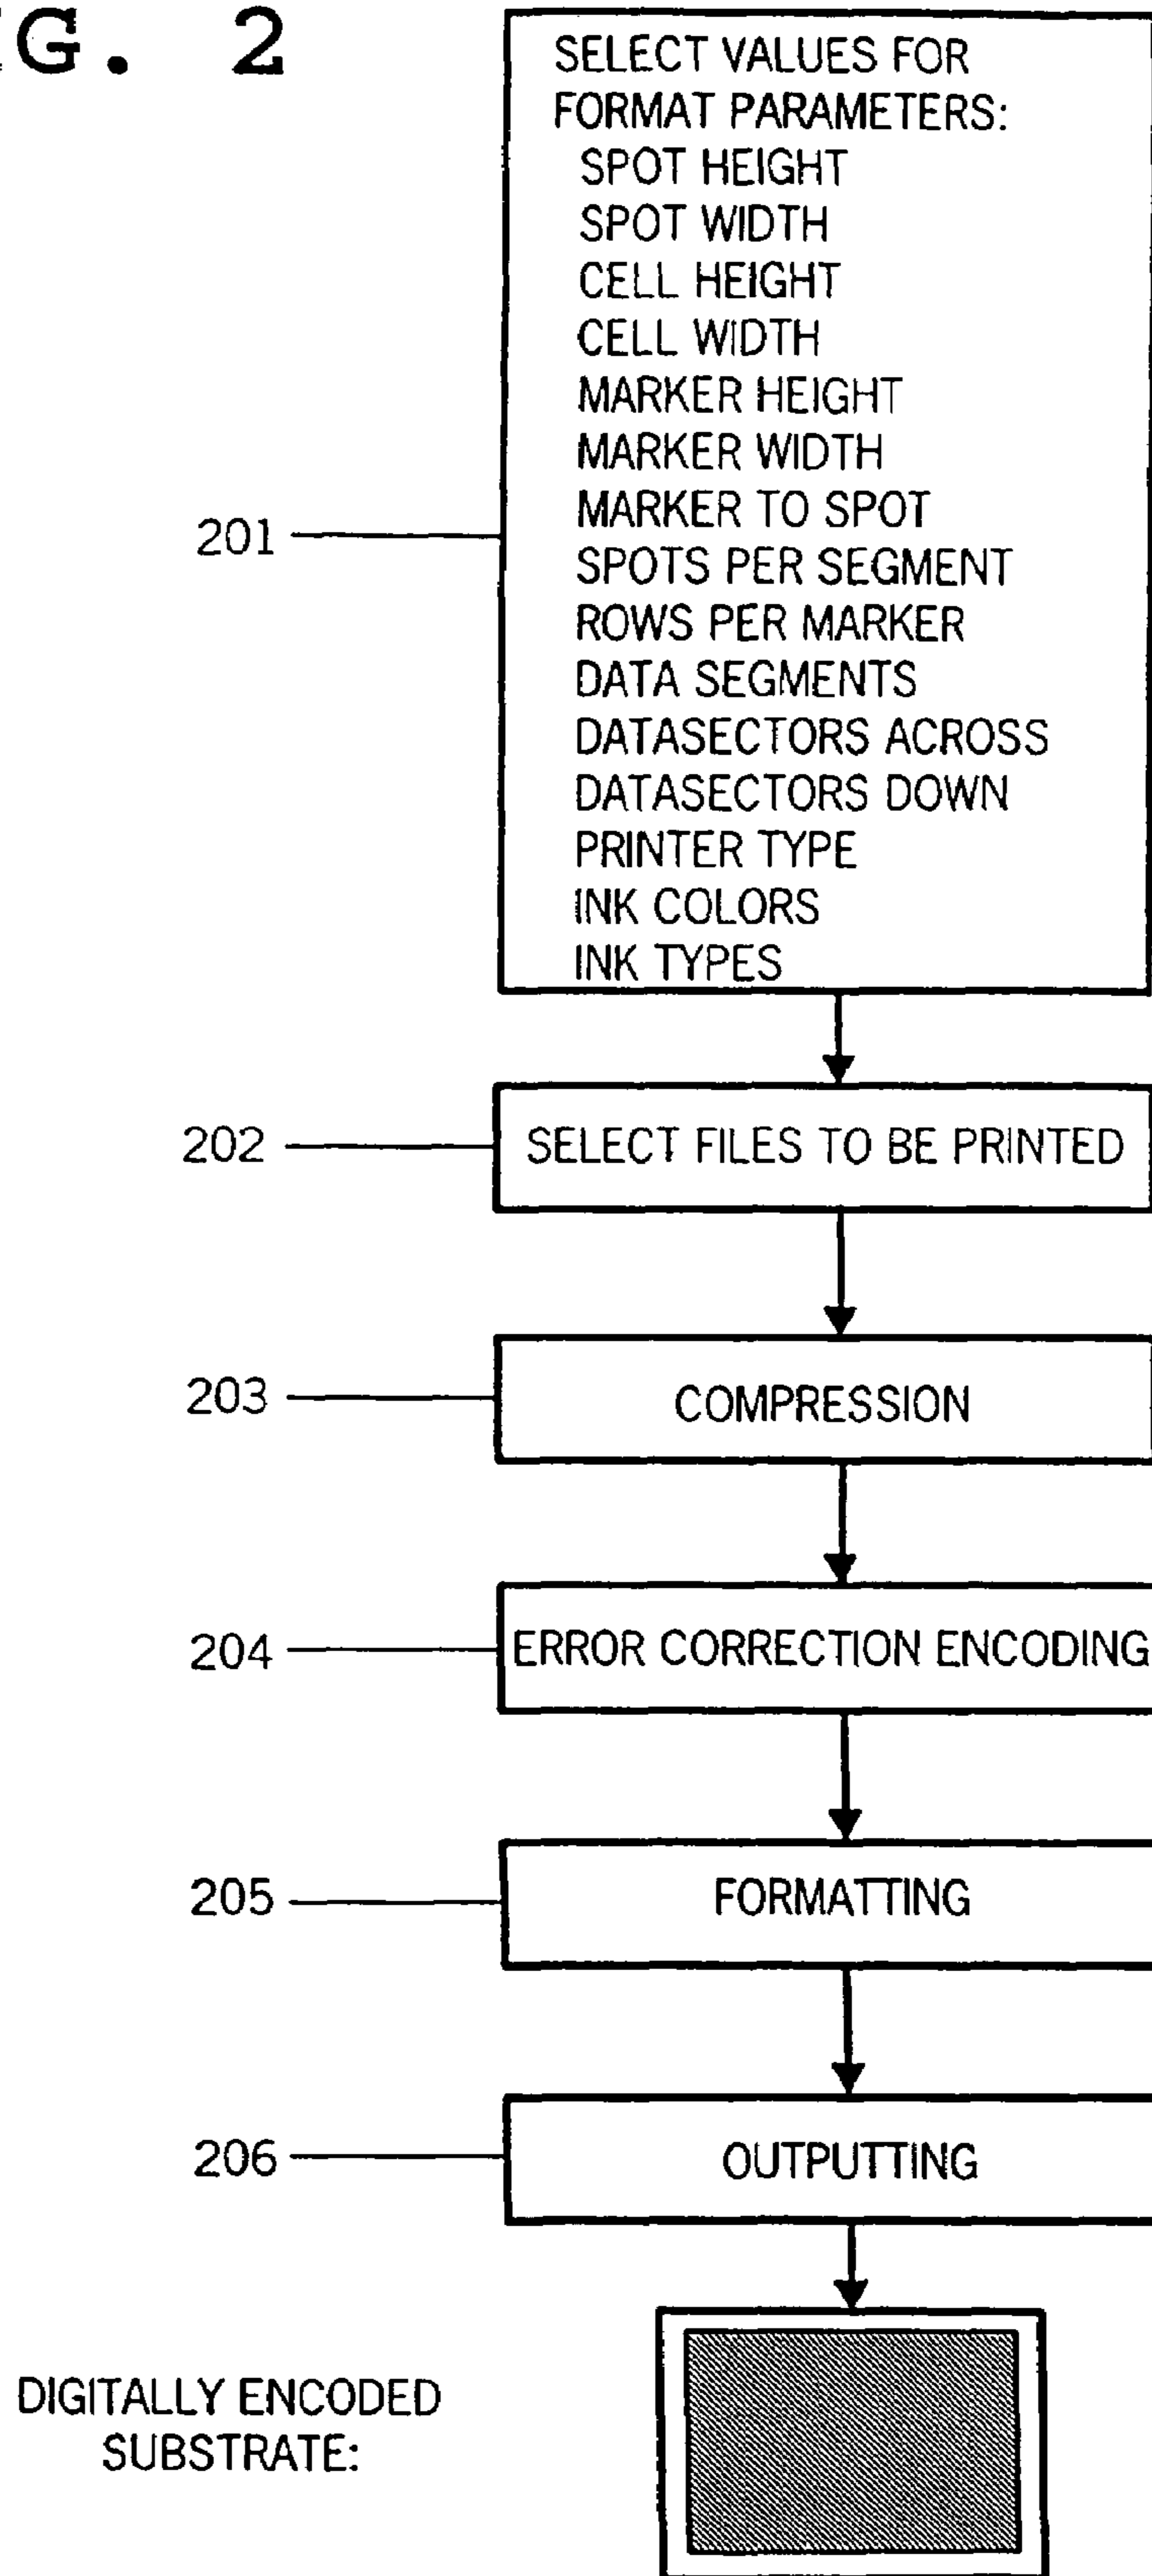 G. 2
SELECT VALUES FOR
FORMAT PARAMETERS:
SPOT HEIGHT
SPOT WIDTH
CELL HEIGHT
CELL WIDTH
MARKER HEIGHT
MARKER WIDTH
MARKER TO SPOT
SPOTS PER SEGMENT
ROWS PER MARKER
DATA SEGMENTS
DATASECTORS ACROSS
DATASECTORS DOWN
PRINTER TYPE
INK COLORS
INK TYPES
201
202
SELECT FILES TO BE PRINTED
203
COMPRESSION
204
ERROR CORRECTION ENCODING
205
FORMATTING
206
OUTPUTTING
DIGITALLY ENCODED
SUBSTRATE: